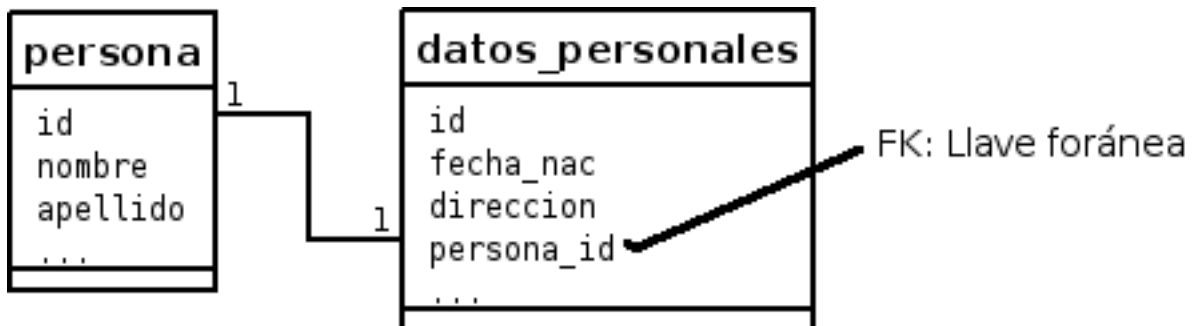 persona
id
nombre
apellido
...
1
1
datos_personales
id
fecha_nac
direccion
persona_id
...
FK: Llave foránea